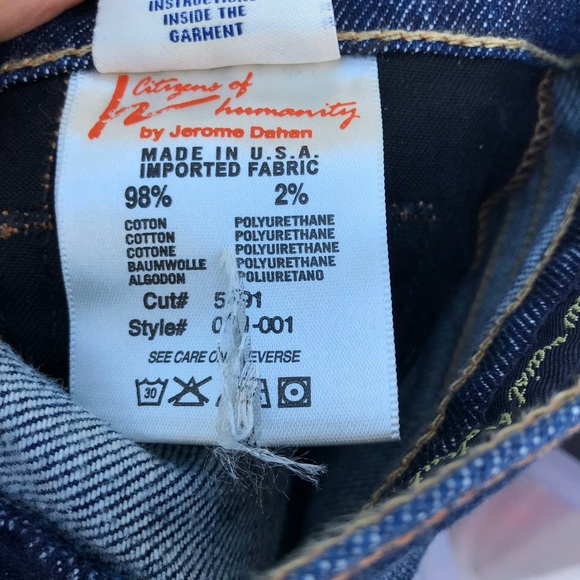 INSTRUCTIONS
INSIDE THE
GARMENT
Citizens of
humanity
by Jerome Dahan
MADE IN U.S.A.
IMPORTED FABRIC
98% 2%
COTON POLYURETHANE
COTTON POLYURETHANE
COTONE POLYUIRETHANE
BAUMWOLLE POLYURETHANE
ALGODON POLIURETANO
Cut#
Style#
SEE CARE ON REVERSE
30